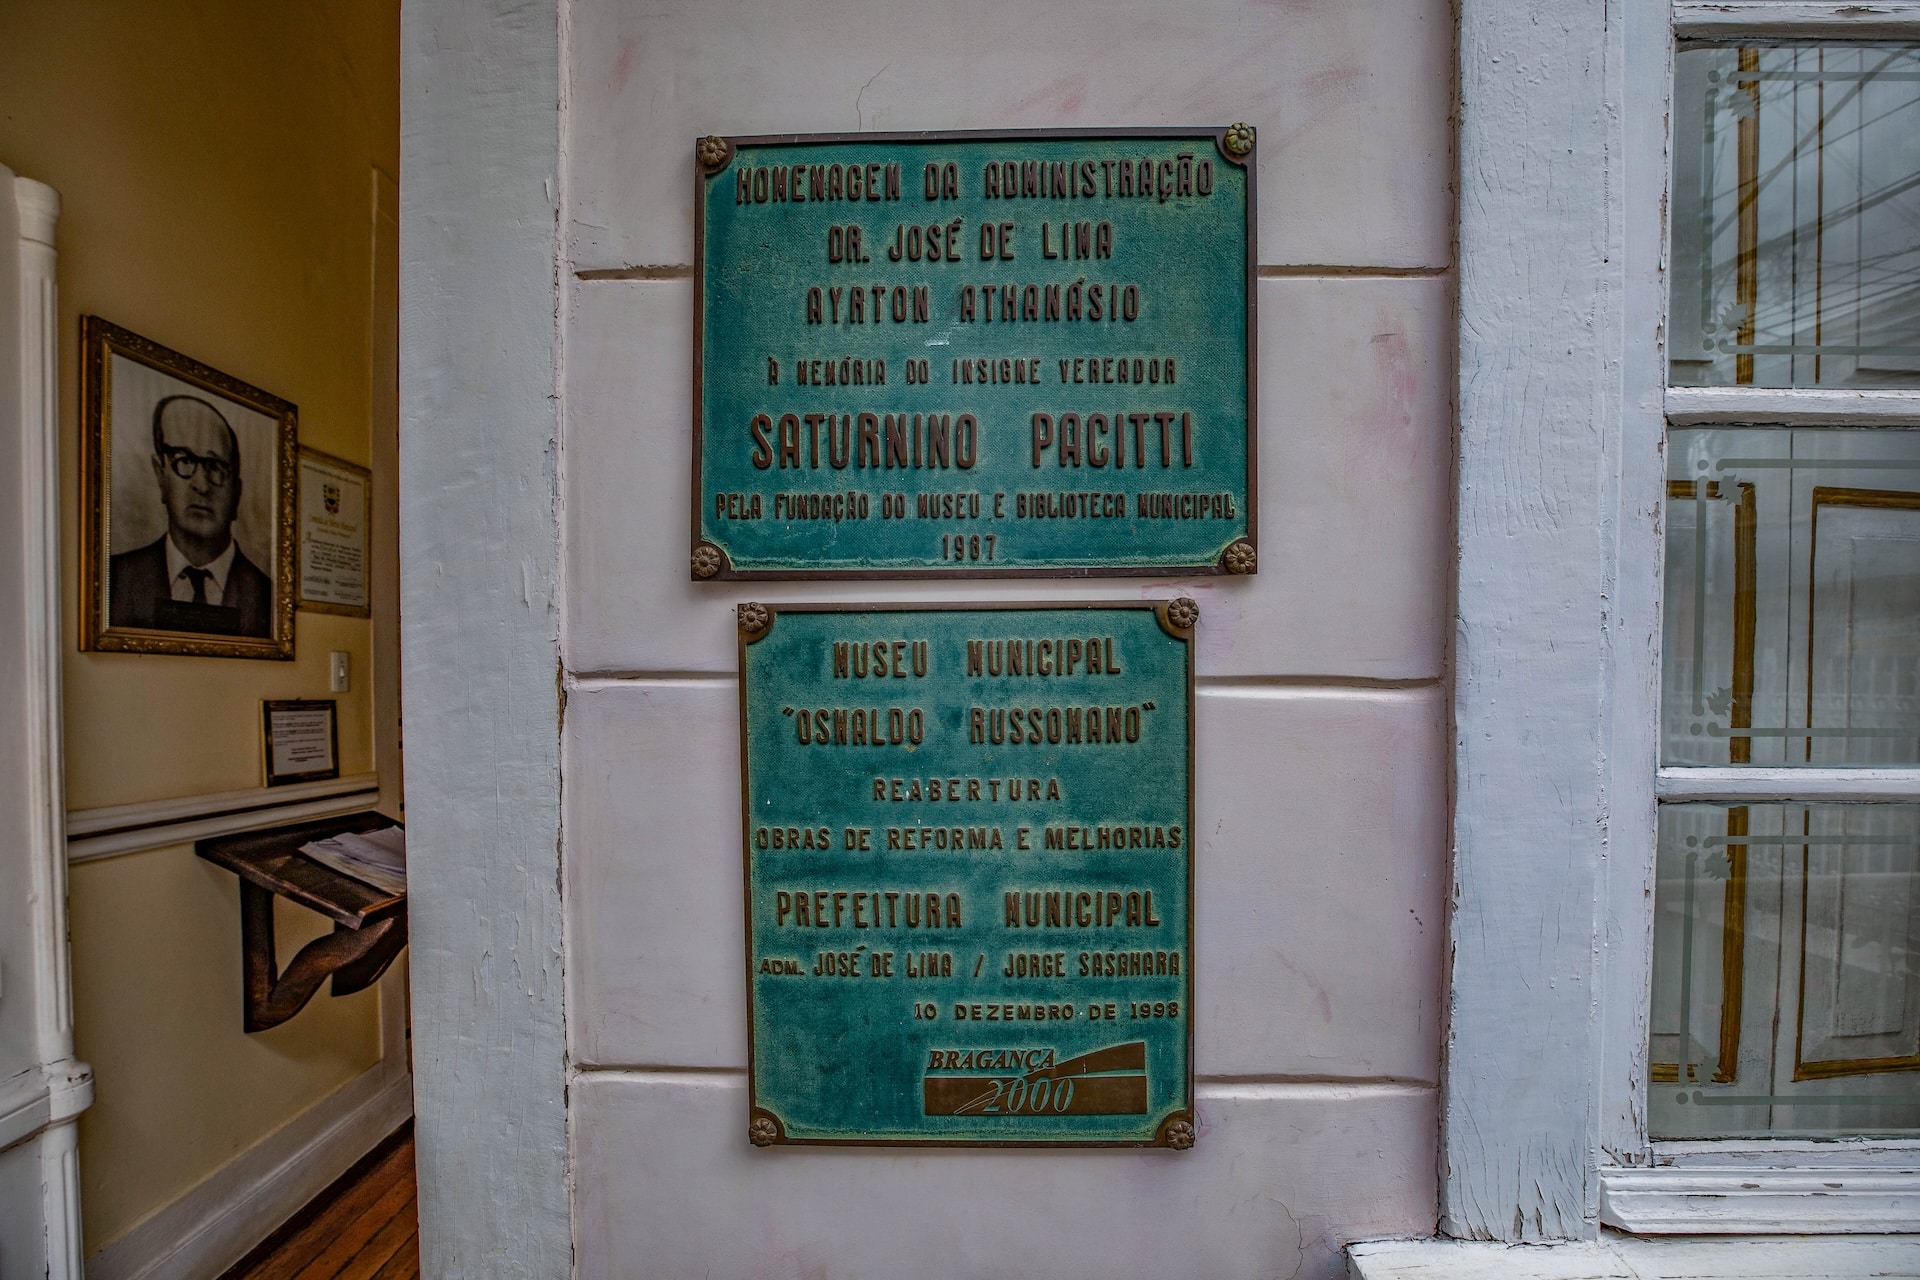 HOMENAGEM DA ADMINISTRAÇÃO
DR. JOSÉ DE LIMA
AYRTON ATHANÁSIO
À MEMÓRIA DO INSIGNE VEREADOR
SATURNINO PACITTI
PELA FUNDAÇÃO DO MUSEU E BIBLIOTECA MUNICIPAL
1987
MUSEU MUNICIPAL
"OSWALDO RUSSOMANO"
REABERTURA
OBRAS DE REFORMA E MELHORIAS
PREFEITURA MUNICIPAL
ADM. JOSÉ DE LIMA / JORGE SASAHARA
10 DEZEMBRO DE 1998
BRAGANÇA
2000